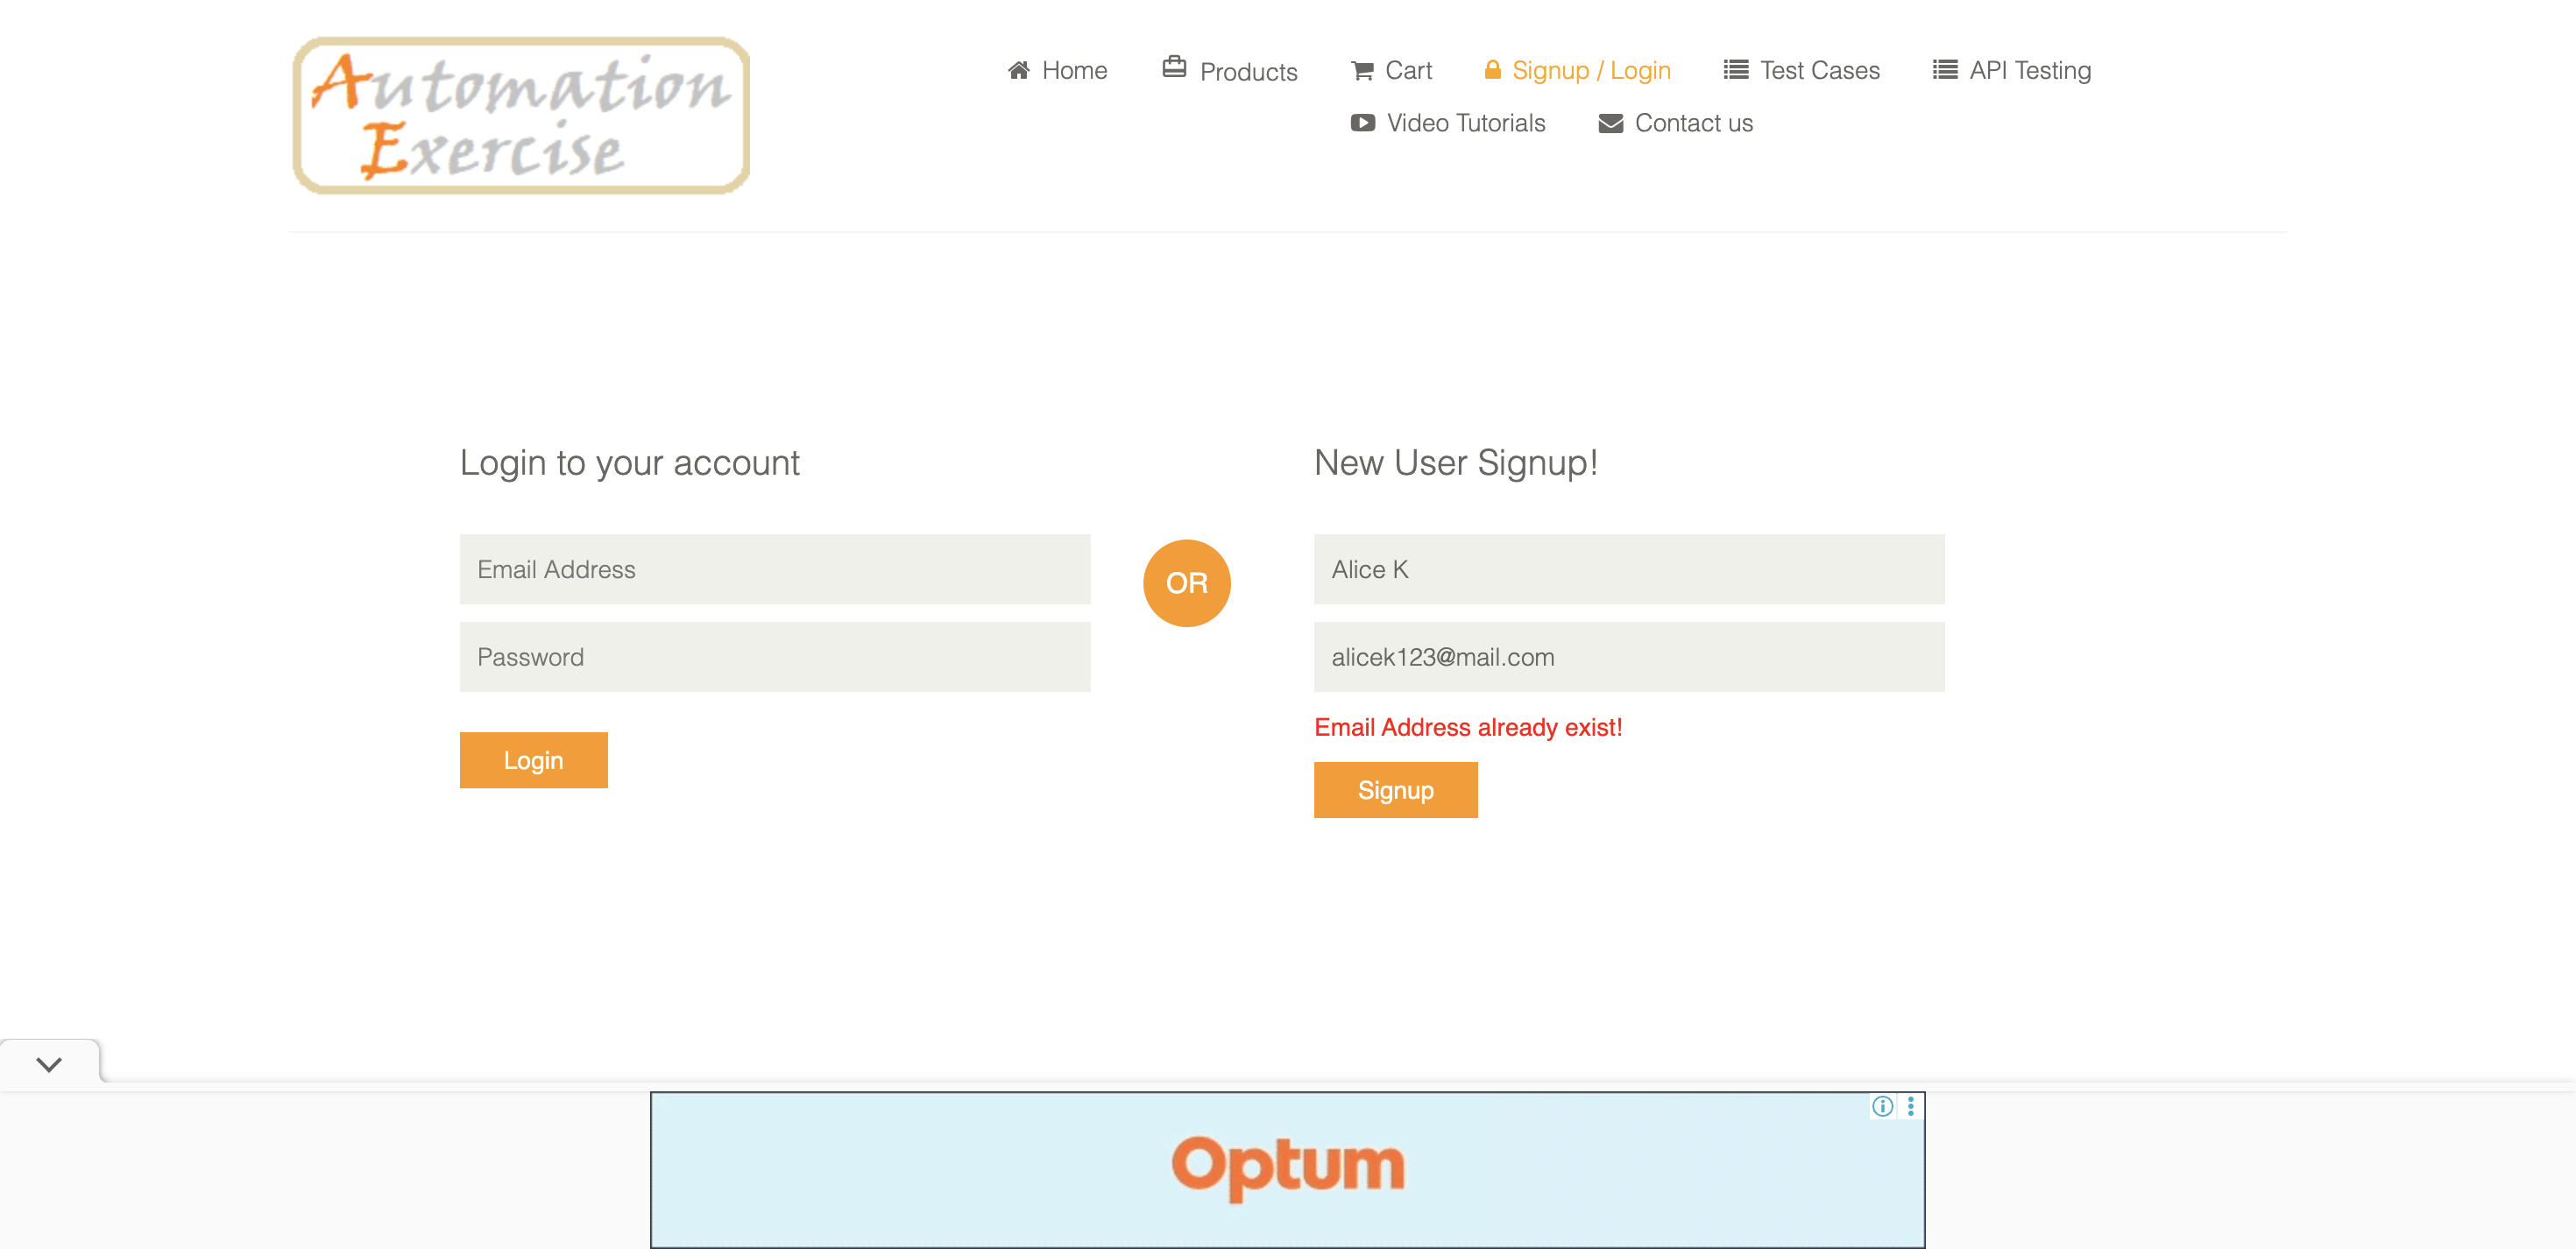 Automation
Exercise
Home Products Cart Signup / Login Test Cases API Testing
Video Tutorials Contact us
Login to your account
Email Address
Password
Login
OR
New User Signup!
Alice K
alicek123@mail.com
Email Address already exist!
Signup
Optum